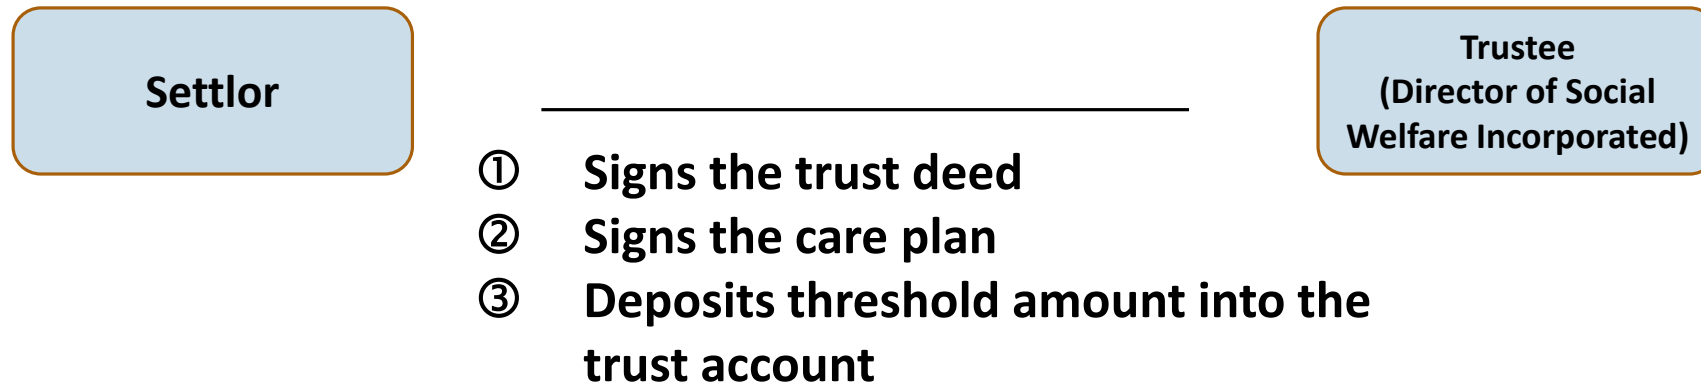 Settlor
Trustee
(Director of Social
Welfare Incorporated)
① Signs the trust deed
② Signs the care plan
③ Deposits threshold amount into the
trust account